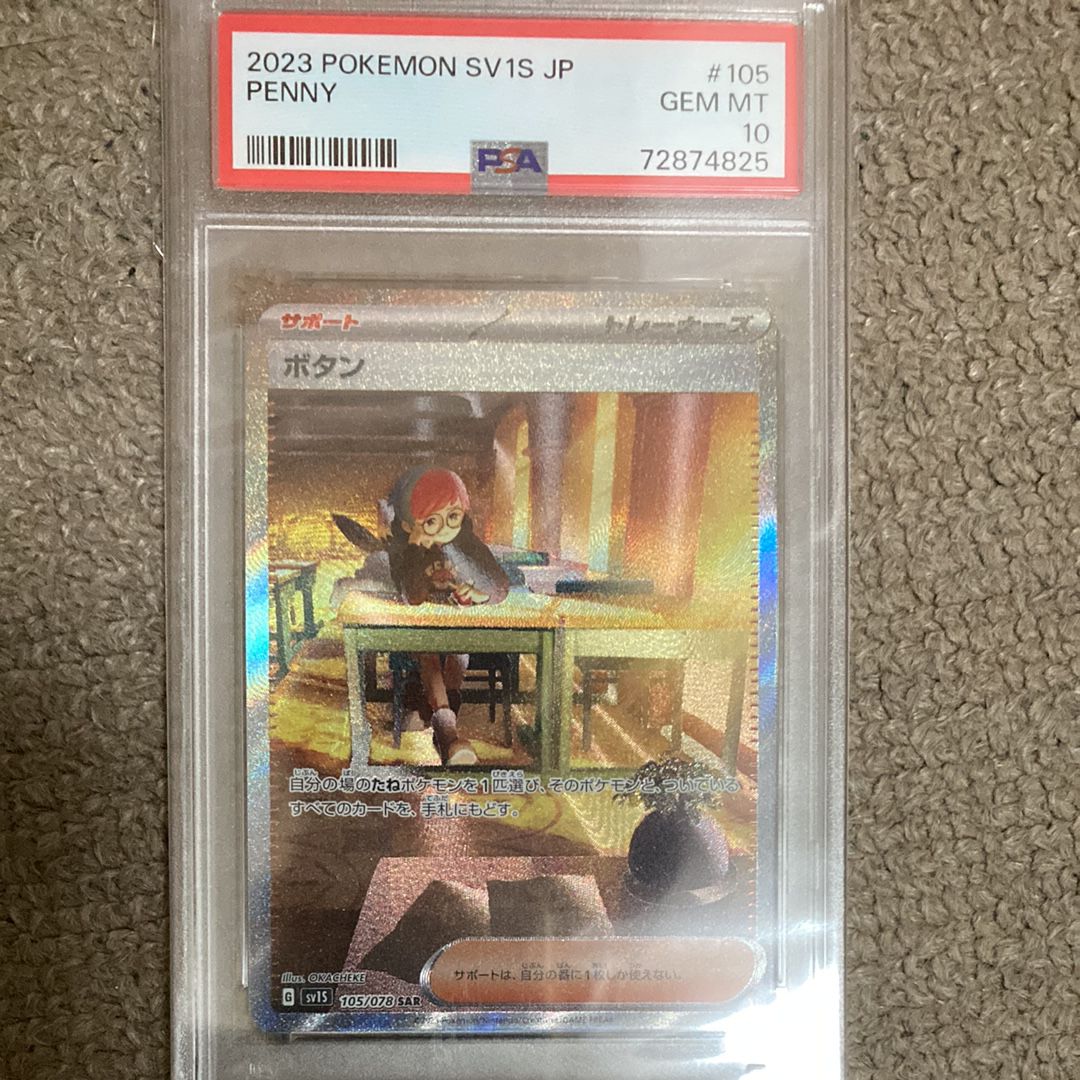 2023 POKEMON SV1S JP
#105
PENNY
GEM MT
10
PSA
72874825
サポート
トレーナーズ
ボタン
自分の場のたねポケモンを1匹選び、そのポケモンと、ついている
すべてのカードを、手札にもどす。
サポートは、自分の番に1枚しか使えない。
Illus. OKACHEKE
G SV1S 105/078 SAR